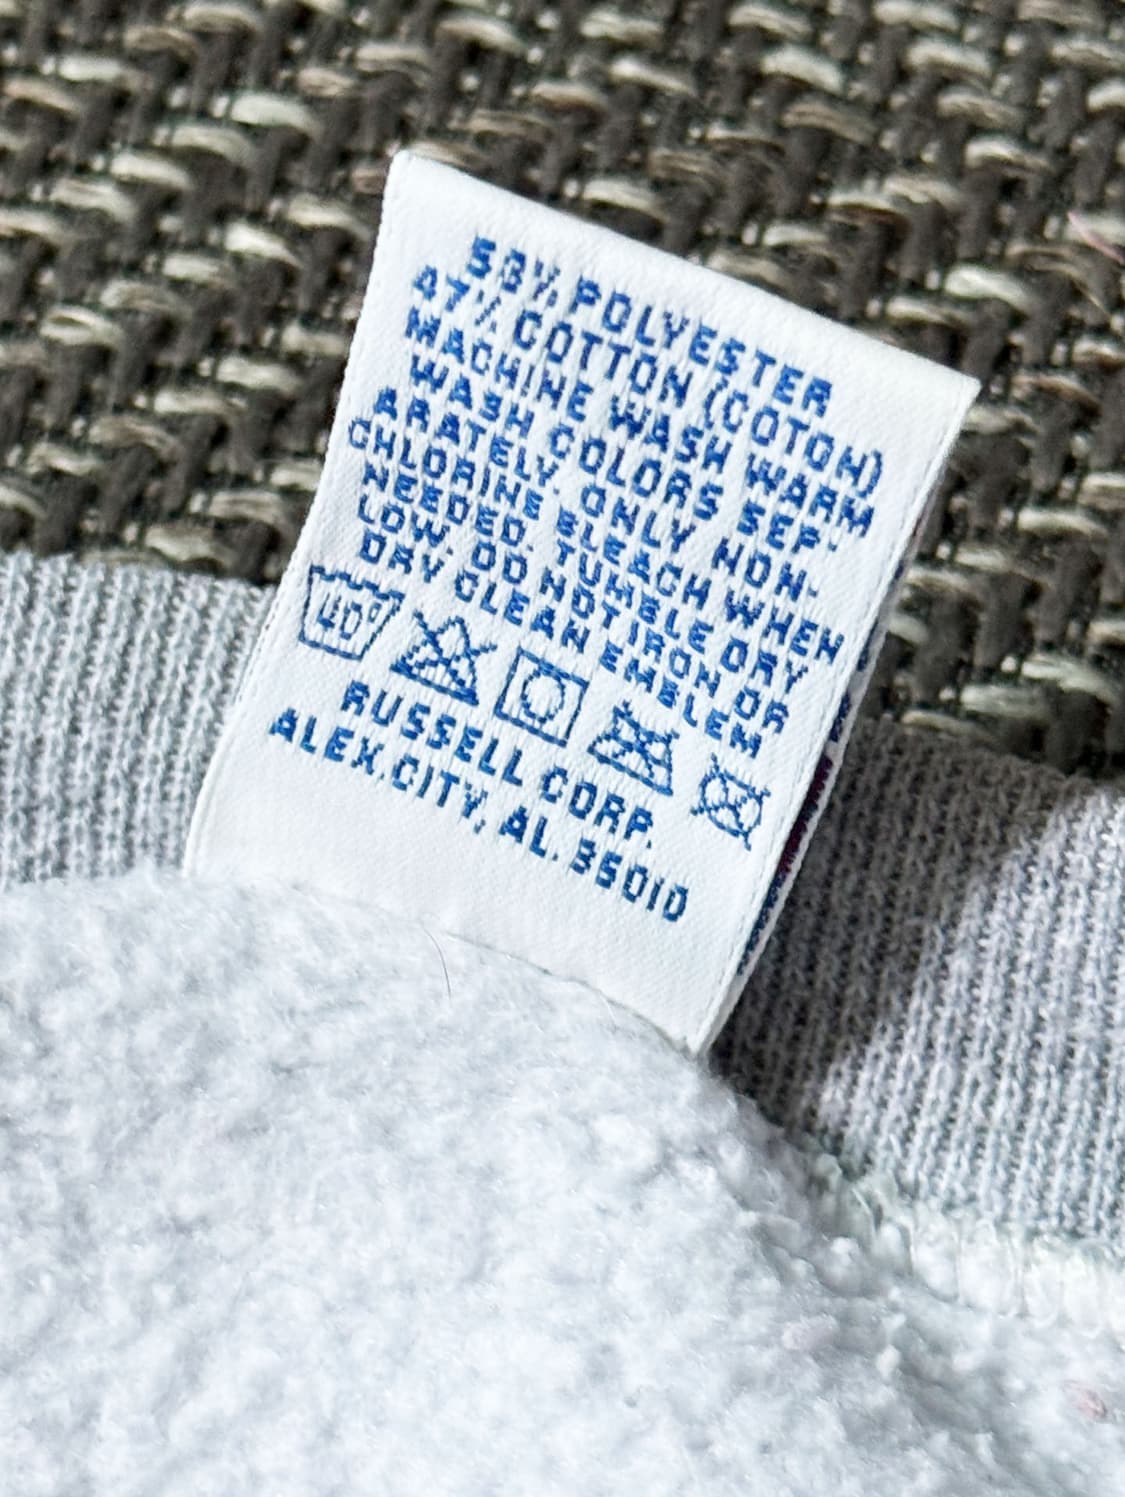 53% POLYESTER
47% COTTON (COTON)
MACHINE WASH WARM
WASH COLORS SEP-
ARATELY. ONLY NON-
CHLORINE BLEACH WHEN
NEEDED. TUMBLE DRY
LOW. DO NOT IRON OR
DRY CLEAN EMBLEM
40°
RUSSELL CORP.
ALEX.CITY, AL. 35010